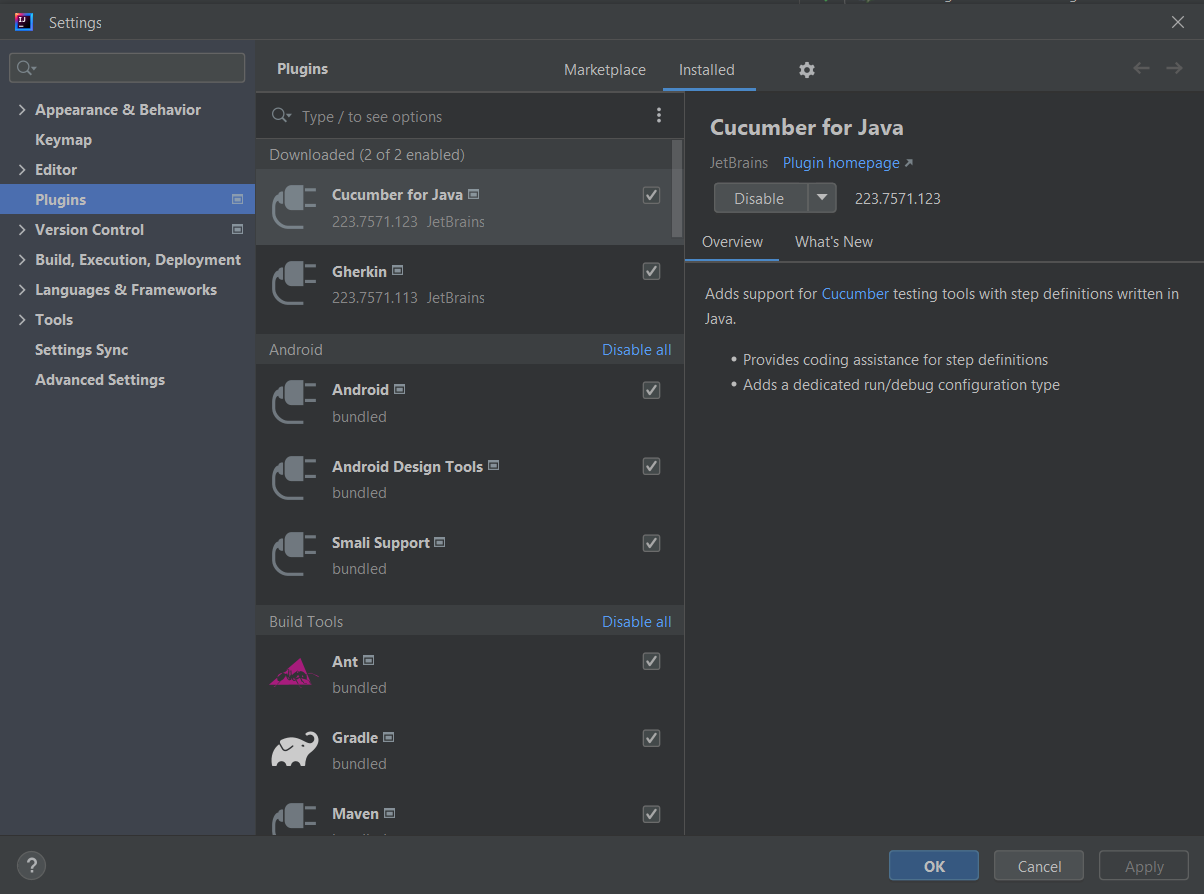 Settings
Appearance & Behavior
Keymap
Editor
Plugins
Version Control
Build, Execution, Deployment
Languages & Frameworks
Tools
Settings Sync
Advanced Settings
Plugins
Marketplace
Installed
Type / to see options
Downloaded (2 of 2 enabled)
Cucumber for Java
223.7571.123 JetBrains
Gherkin
223.7571.113 JetBrains
Android
Disable all
Android
bundled
Android Design Tools
bundled
Smali Support
bundled
Build Tools
Disable all
Ant
bundled
Gradle
bundled
Maven
Cucumber for Java
JetBrains
Plugin homepage
Disable
223.7571.123
Overview
What's New
Adds support for Cucumber testing tools with step definitions written in
Java.
• Provides coding assistance for step definitions
• Adds a dedicated run/debug configuration type
?
OK
Cancel
Apply